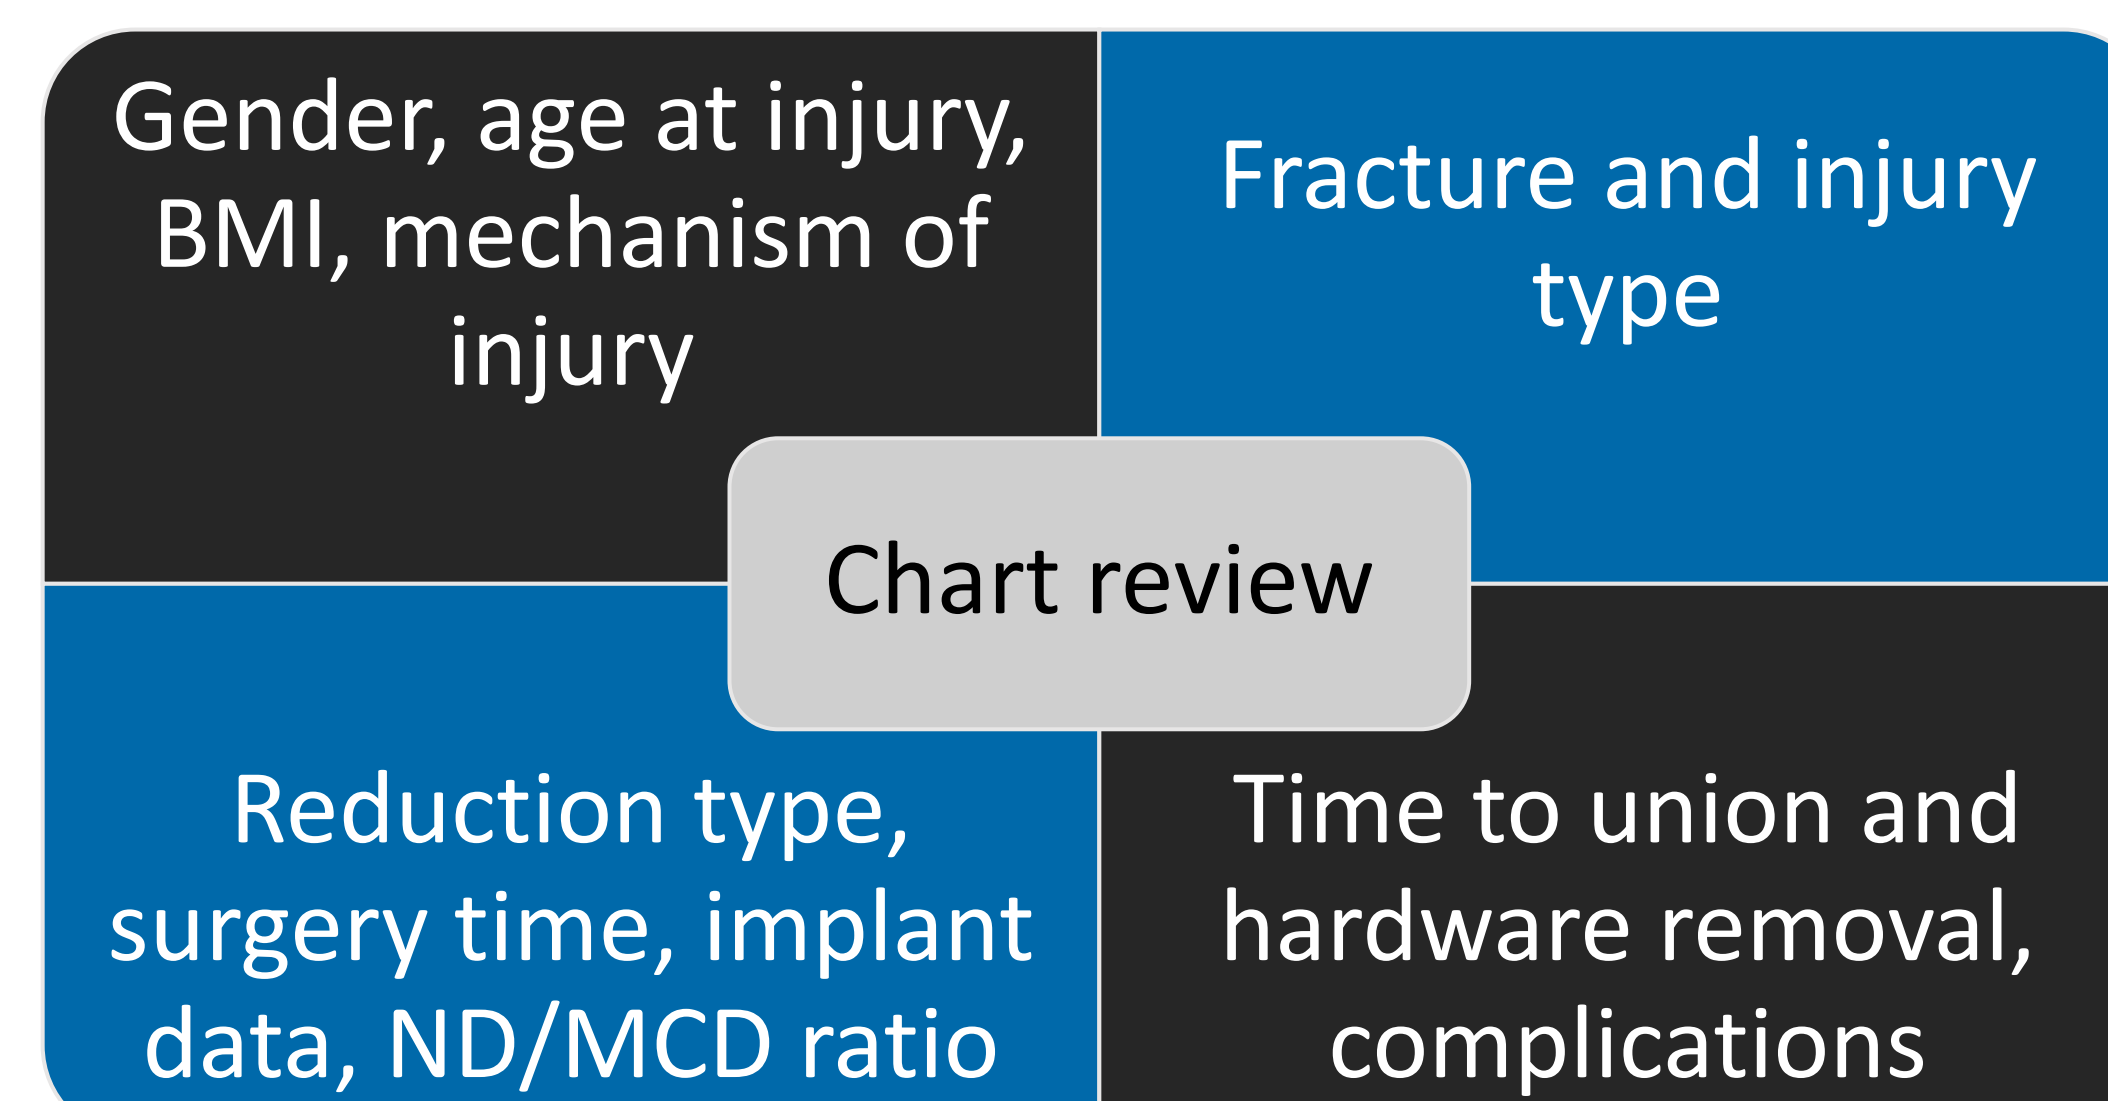 Gender, age at injury,
BMI, mechanism of
injury
Fracture and injury
type
Chart review
Reduction type,
surgery time, implant
data, ND/MCD ratio
Time to union and
hardware removal,
complications